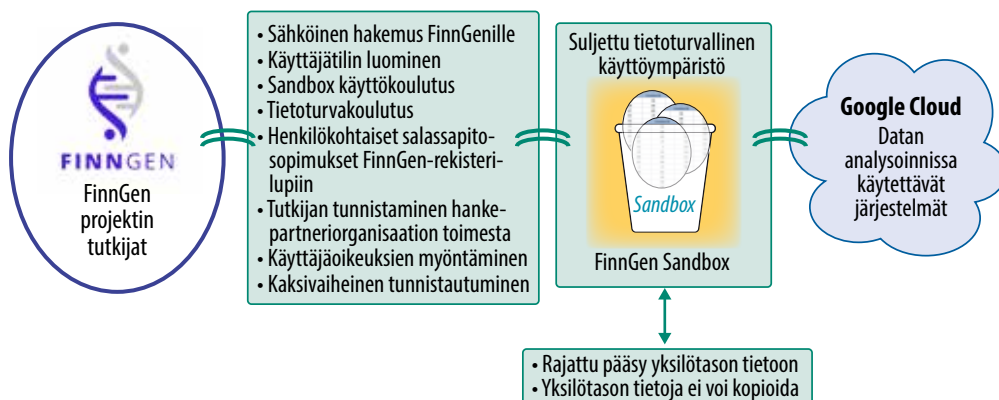 FINNGEN
FinnGen
projektin
tutkijat
• Sähköinen hakemus FinnGenille
• Käyttäjätilin luominen
• Sandbox käyttökoulutus
• Tietoturvakoulutus
• Henkilökohtaiset salassapito-
sopimukset FinnGen-rekisteri-
lupiin
• Tutkijan tunnistaminen hanke-
partneriorganisaation toimesta
• Käyttäjäoikeuksien myöntäminen
• Kaksivaiheinen tunnistautuminen
Suljettu tietoturvallinen
käyttöympäristö
Sandbox
FinnGen Sandbox
Google Cloud
Datan
analysoinnissa
käytettävät
järjestelmät
• Rajattu pääsy yksilötason tietoon
• Yksilötason tietoja ei voi kopioida